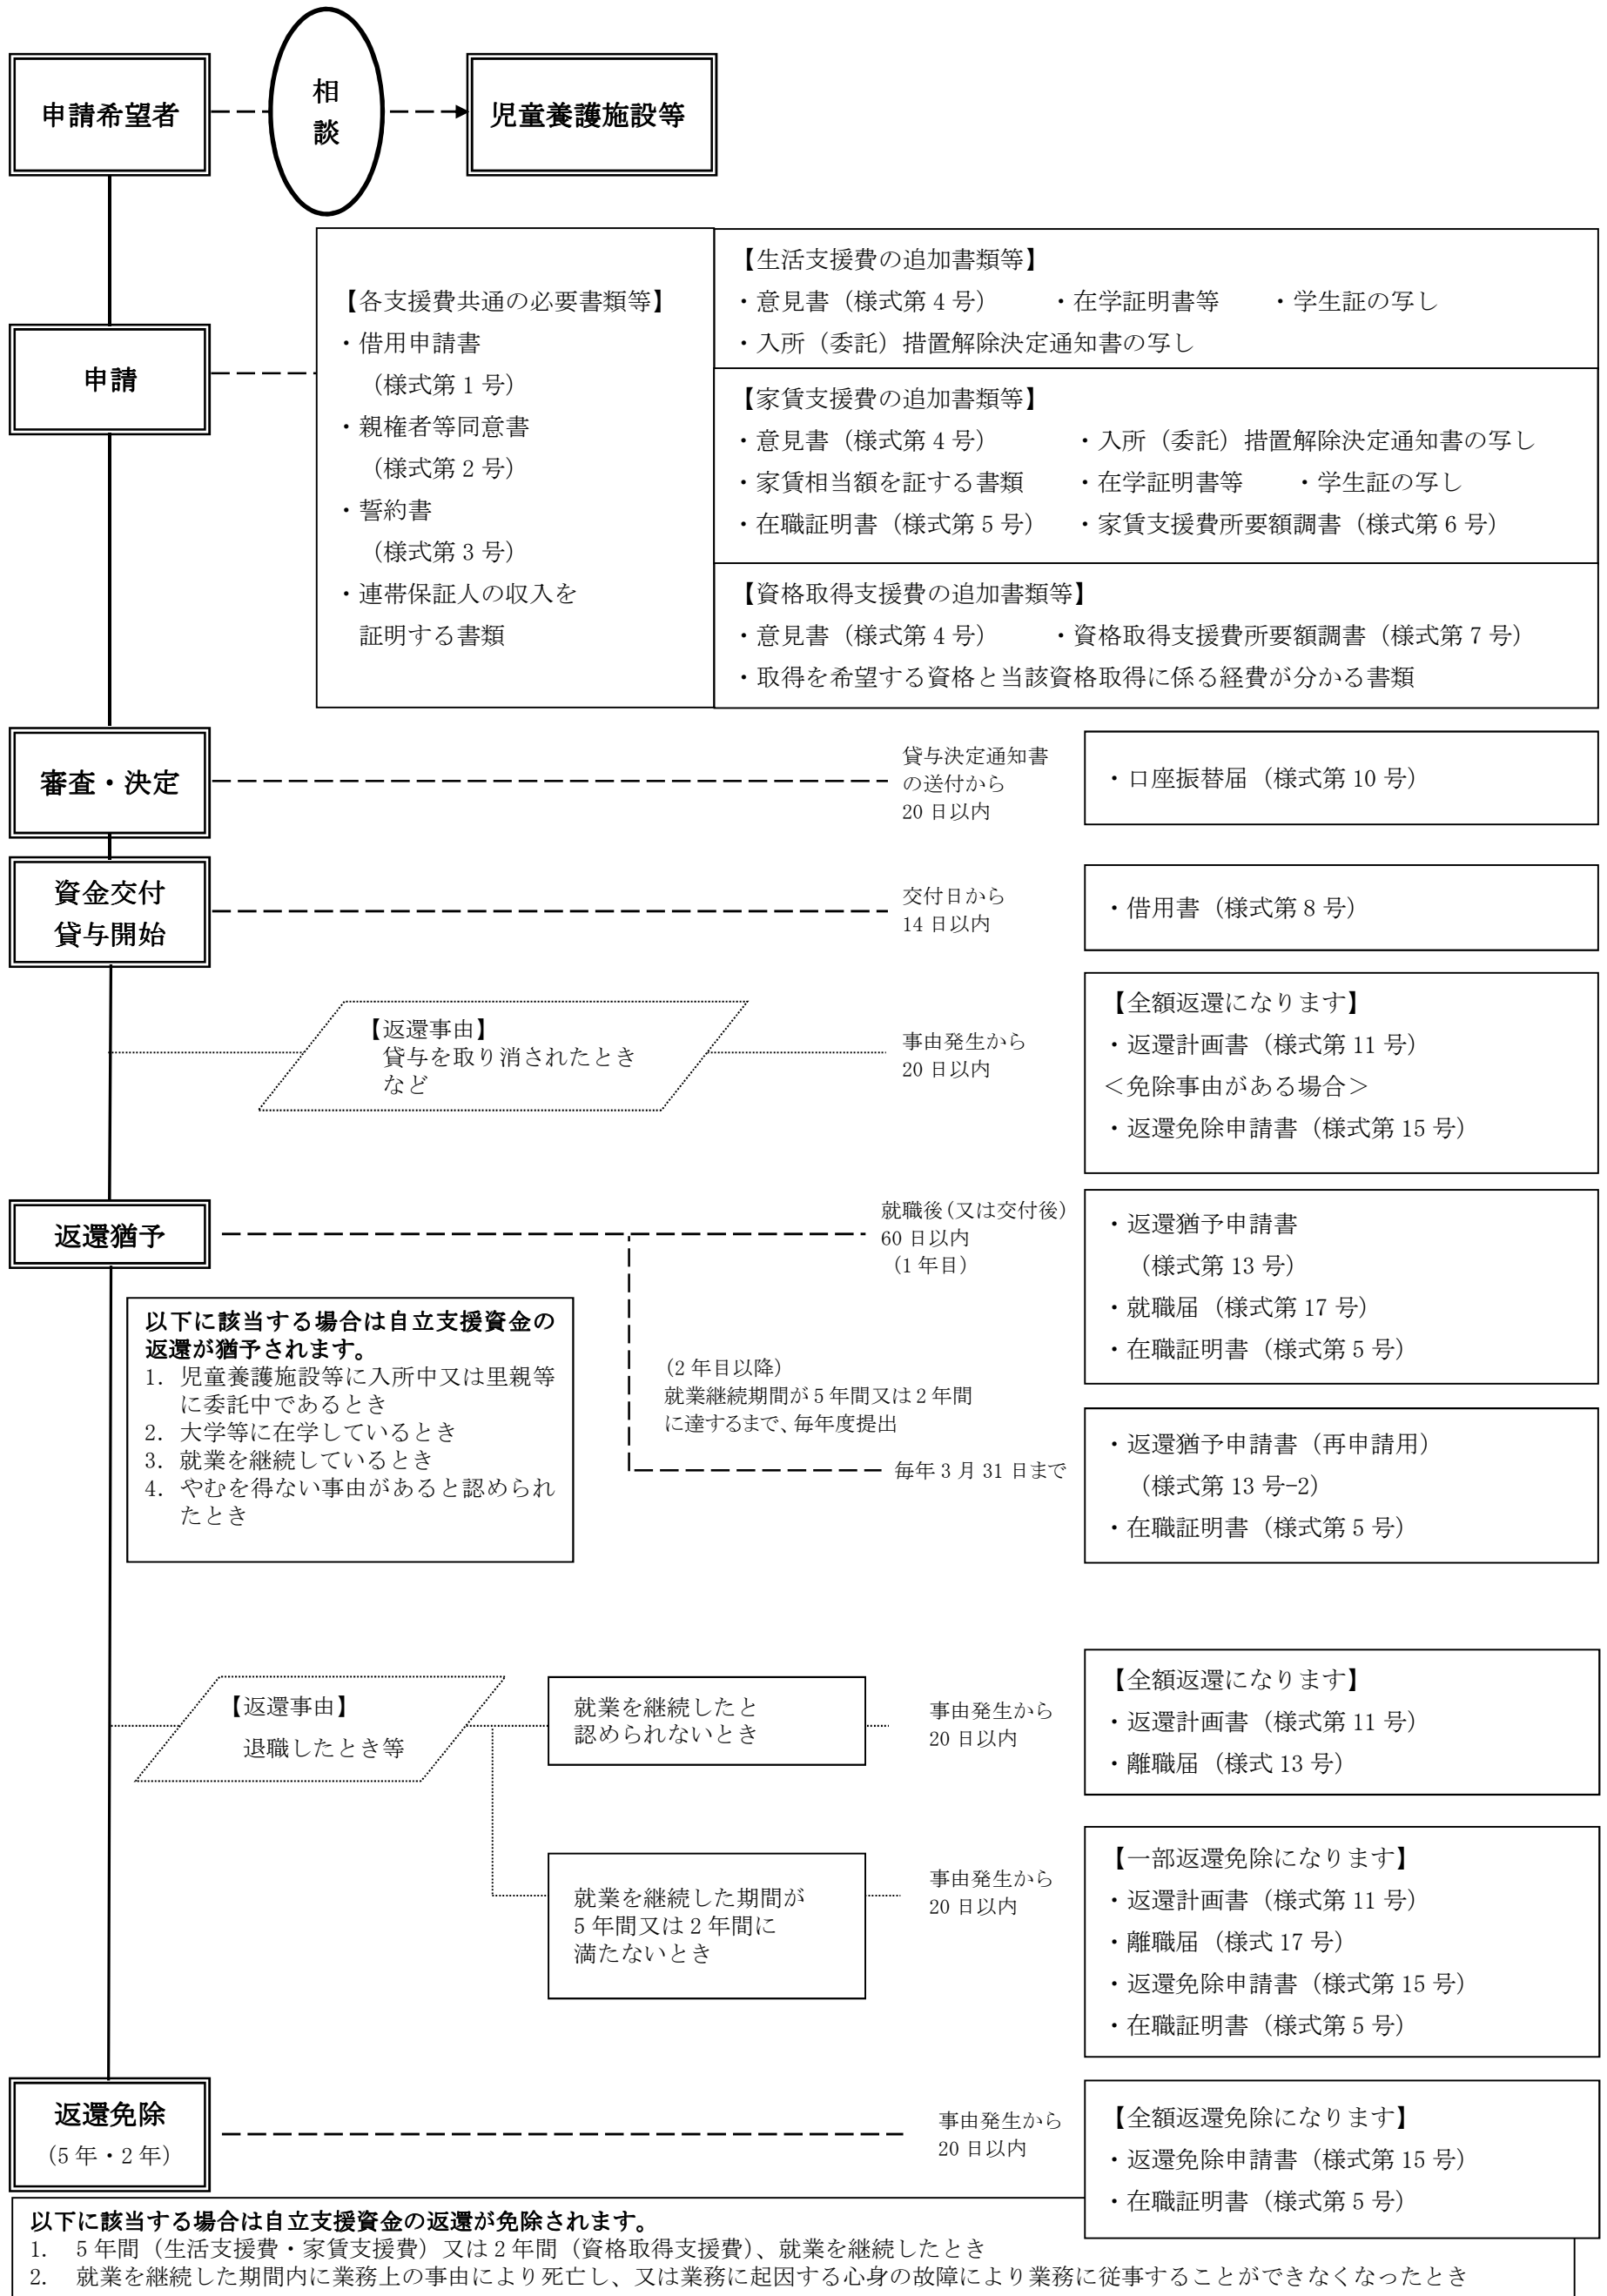 申請希望者
相
談
児童養護施設等
申請
【各支援費共通の必要書類等】
・借用申請書
（様式第 1 号）
・親権者等同意書
（様式第 2 号）
・誓約書
（様式第 3 号）
・連帯保証人の収入を
証明する書類
【生活支援費の追加書類等】
・意見書（様式第 4 号） ・在学証明書等 ・学生証の写し
・入所（委託）措置解除決定通知書の写し
【家賃支援費の追加書類等】
・意見書（様式第 4 号） ・入所（委託）措置解除決定通知書の写し
・家賃相当額を証する書類 ・在学証明書等 ・学生証の写し
・在職証明書（様式第 5 号） ・家賃支援費所要額調書（様式第 6 号）
【資格取得支援費の追加書類等】
・意見書（様式第 4 号） ・資格取得支援費所要額調書（様式第 7 号）
・取得を希望する資格と当該資格取得に係る経費が分かる書類
審査・決定
貸与決定通知書
の送付から
20 日以内
・口座振替届（様式第 10 号）
資金交付
貸与開始
交付日から
14 日以内
・借用書（様式第 8 号）
【返還事由】
貸与を取り消されたとき
など
事由発生から
20 日以内
【全額返還になります】
・返還計画書（様式第 11 号）
＜免除事由がある場合＞
・返還免除申請書（様式第 15 号）
返還猶予
就職後（又は交付後）
60 日以内
（1 年目）
・返還猶予申請書
（様式第 13 号）
・就職届（様式第 17 号）
・在職証明書（様式第 5 号）
以下に該当する場合は自立支援資金の
返還が猶予されます。
1. 児童養護施設等に入所中又は里親等
に委託中であるとき
2. 大学等に在学しているとき
3. 就業を継続しているとき
4. やむを得ない事由があると認められ
たとき
（2 年目以降）
就業継続期間が 5 年間又は 2 年間
に達するまで、毎年度提出
毎年 3 月 31 日まで
・返還猶予申請書（再申請用）
（様式第 13 号-2）
・在職証明書（様式第 5 号）
【返還事由】
退職したとき等
就業を継続したと
認められないとき
事由発生から
20 日以内
【全額返還になります】
・返還計画書（様式第 11 号）
・離職届（様式 13 号）
就業を継続した期間が
5 年間又は 2 年間に
満たないとき
事由発生から
20 日以内
【一部返還免除になります】
・返還計画書（様式第 11 号）
・離職届（様式 17 号）
・返還免除申請書（様式第 15 号）
・在職証明書（様式第 5 号）
返還免除
（5 年・2 年）
事由発生から
20 日以内
【全額返還免除になります】
・返還免除申請書（様式第 15 号）
・在職証明書（様式第 5 号）
以下に該当する場合は自立支援資金の返還が免除されます。
1. 5 年間（生活支援費・家賃支援費）又は 2 年間（資格取得支援費）、就業を継続したとき
2. 就業を継続した期間内に業務上の事由により死亡し、又は業務に起因する心身の故障により業務に従事することができなくなったとき